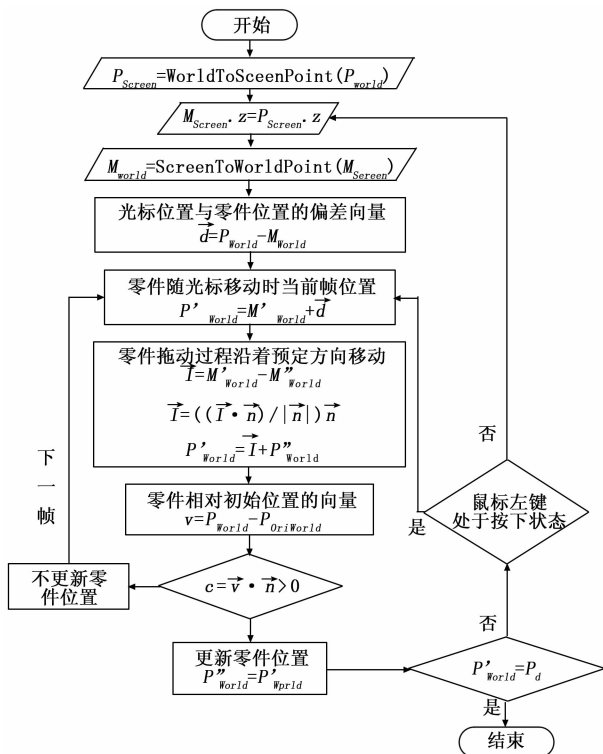 开始
P_Screen=WorldToSceenPoint(P_world)
M_Screen.z=P_Screen.z
M_world=ScreenToWorldPoint(M_Sereen)
光标位置与零件位置的偏差向量
d⃗=P_World-M_World
零件随光标移动时当前帧位置
P'_World=M'_World+d⃗
零件拖动过程沿着预定方向移动
I⃗=M'_World-M"_World
I⃗=((I⃗·n⃗)/|n⃗|)n⃗
P'_World=I⃗+P"_World
零件相对初始位置的向量
v=P_World-P_OriWorld
c=v⃗·n⃗>0
不更新零
件位置
下一帧
更新零件位置
P"_World=P'_Wprld
P'_World=P_d
否
是
鼠标左键
处于按下状态
是
否
结束